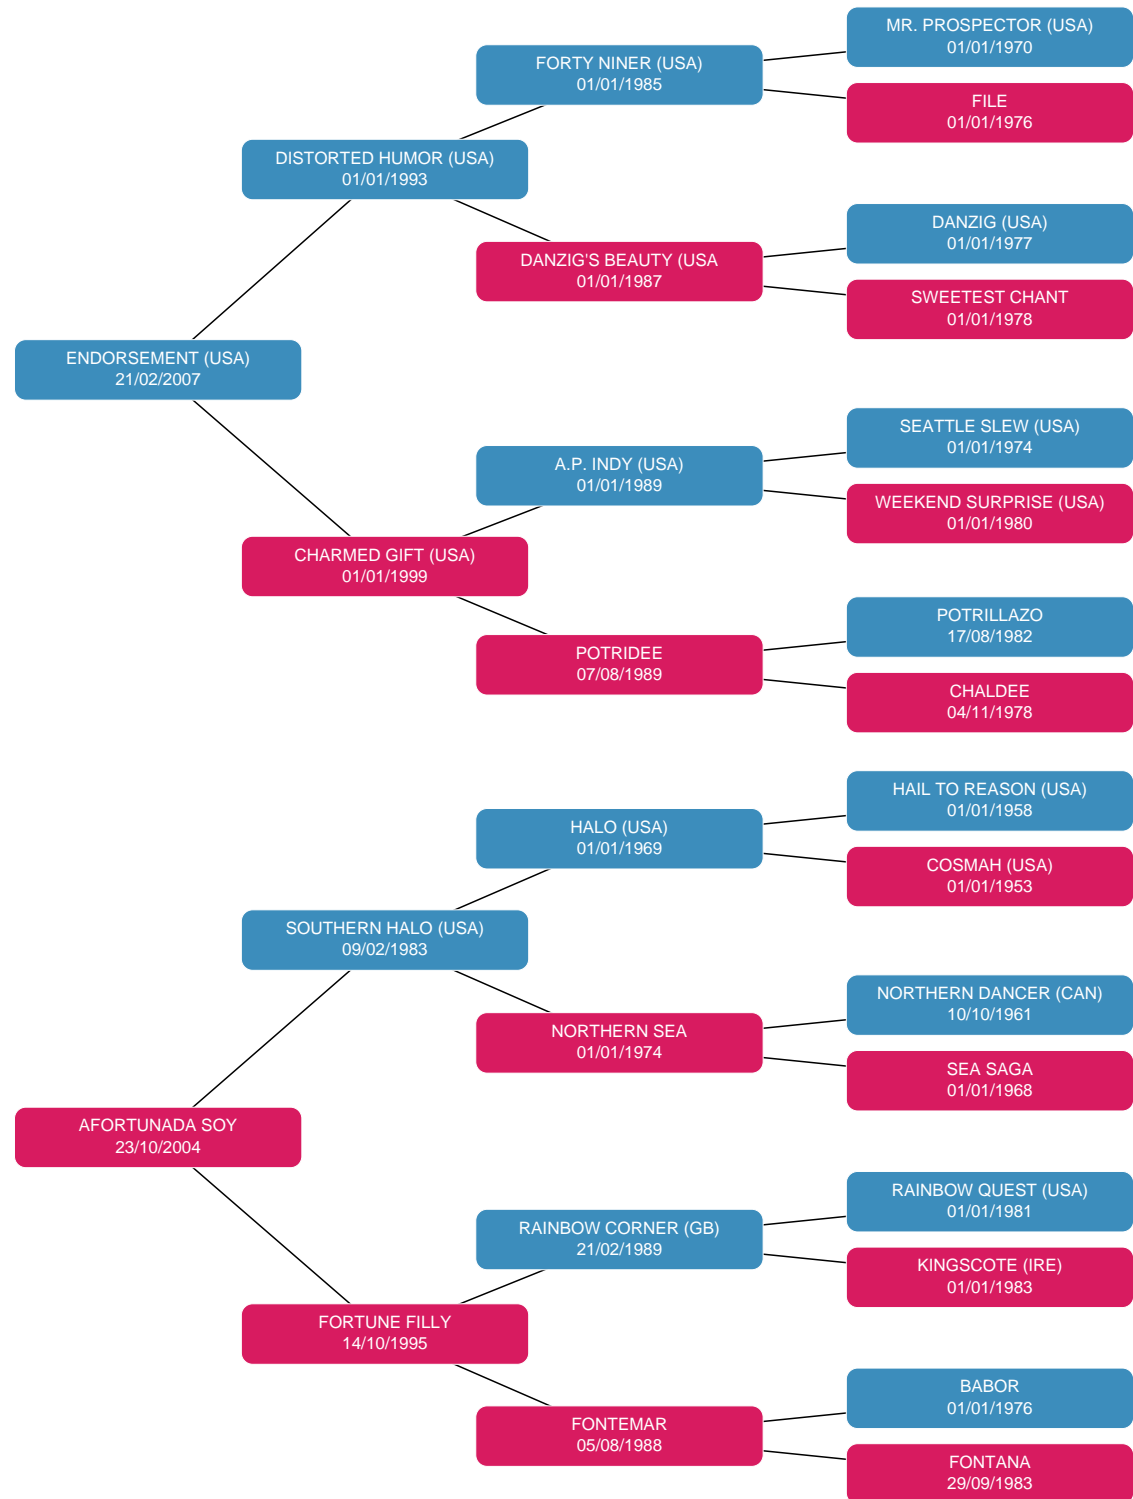 MR. PROSPECTOR (USA)
01/01/1970
FORTY NINER (USA)
01/01/1985
FILE
01/01/1976
DISTORTED HUMOR (USA)
01/01/1993
DANZIG (USA)
01/01/1977
DANZIG'S BEAUTY (USA
01/01/1987
SWEETEST CHANT
01/01/1978
ENDORSEMENT (USA)
21/02/2007
SEATTLE SLEW (USA)
01/01/1974
A.P. INDY (USA)
01/01/1989
WEEKEND SURPRISE (USA)
01/01/1980
CHARMED GIFT (USA)
01/01/1999
POTRILLAZO
17/08/1982
POTRIDEE
07/08/1989
CHALDEE
04/11/1978
HAIL TO REASON (USA)
01/01/1958
HALO (USA)
01/01/1969
COSMAH (USA)
01/01/1953
SOUTHERN HALO (USA)
09/02/1983
NORTHERN DANCER (CAN)
10/10/1961
NORTHERN SEA
01/01/1974
SEA SAGA
01/01/1968
AFORTUNADA SOY
23/10/2004
RAINBOW QUEST (USA)
01/01/1981
RAINBOW CORNER (GB)
21/02/1989
KINGSCOTE (IRE)
01/01/1983
FORTUNE FILLY
14/10/1995
BABOR
01/01/1976
FONTEMAR
05/08/1988
FONTANA
29/09/1983